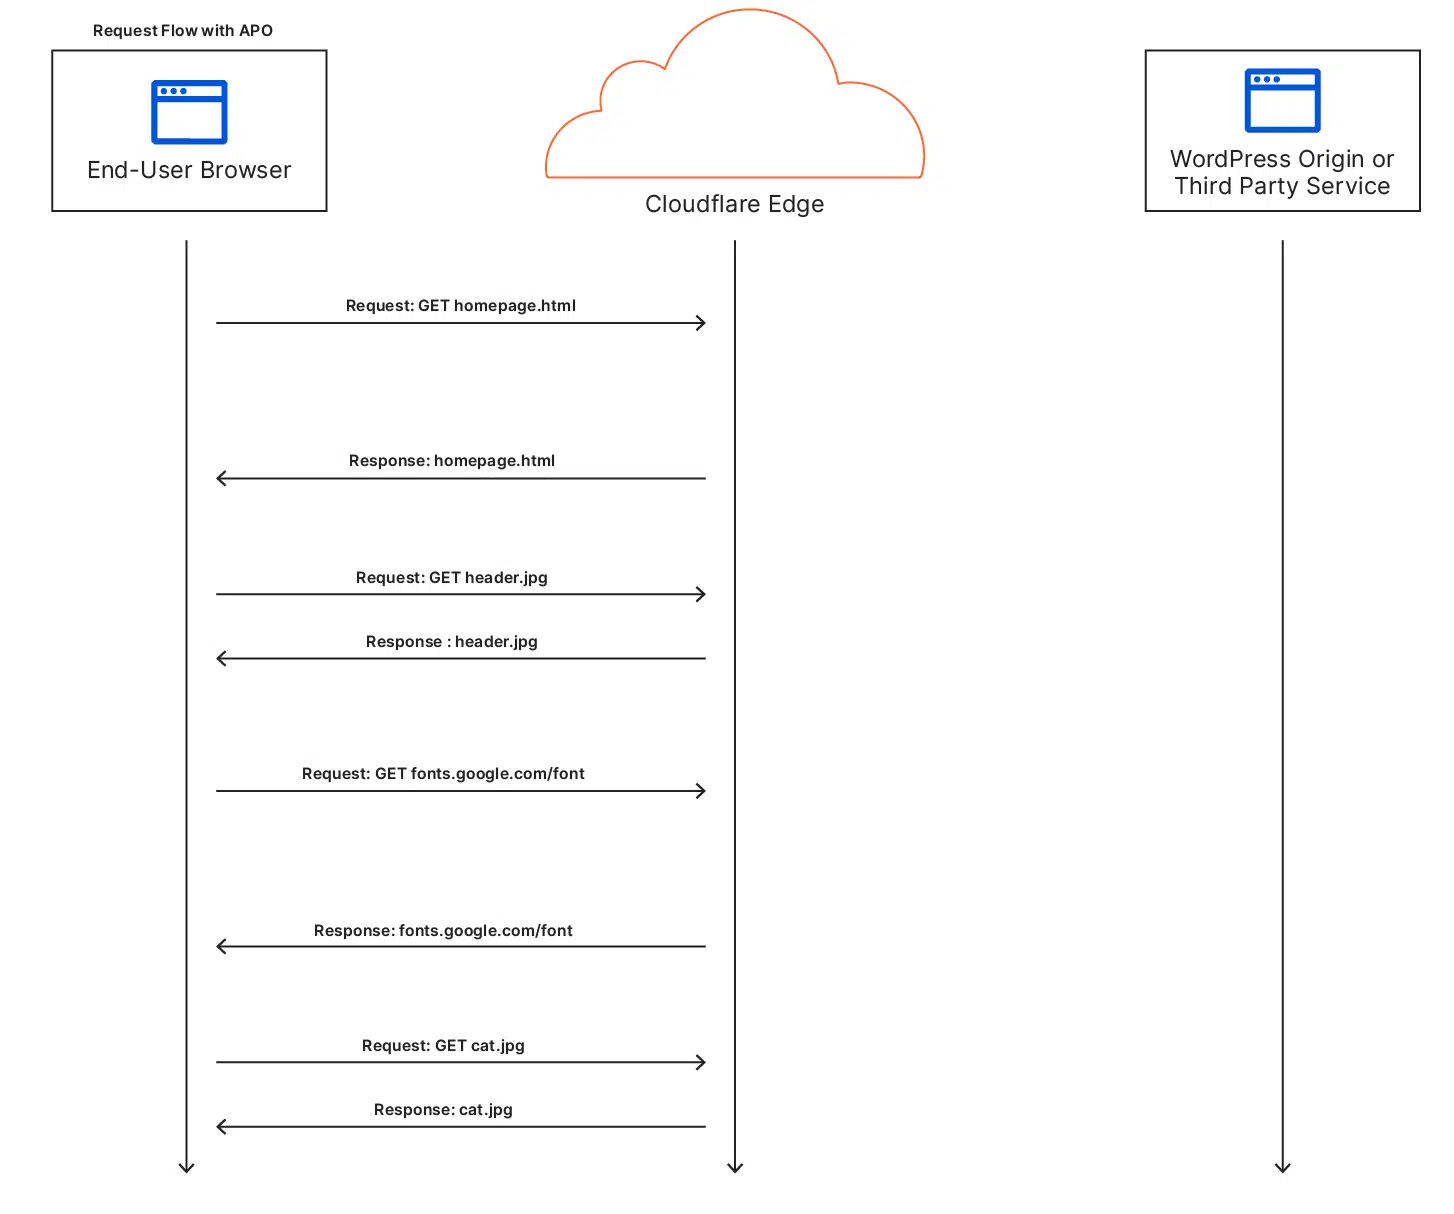 Request Flow with APO
End-User Browser
Cloudflare Edge
WordPress Origin or
Third Party Service
Request: GET homepage.html
Response: homepage.html
Request: GET header.jpg
Response : header.jpg
Request: GET fonts.google.com/font
Response: fonts.google.com/font
Request: GET cat.jpg
Response: cat.jpg